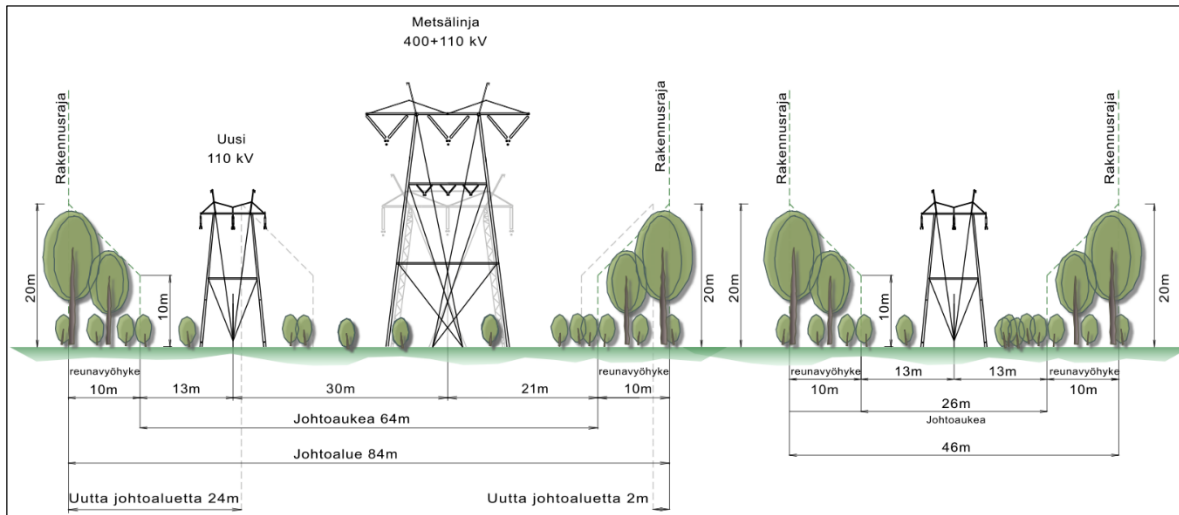 Metsälinja
400+110 kV
Uusi
110 kV
Rakennusraja
Rakennusraja
Rakennusraja
Rakennusraja
20m
10m
20m
20m
10m
20m
reunavyöhyke
10m
13m
30m
21m
reunavyöhyke
10m
Johtoaukea 64m
Johtoalue 84m
Uutta johtoaluetta 24m
Uutta johtoaluetta 2m
reunavyöhyke
10m
13m
13m
reunavyöhyke
10m
26m
Johtoaukea
46m